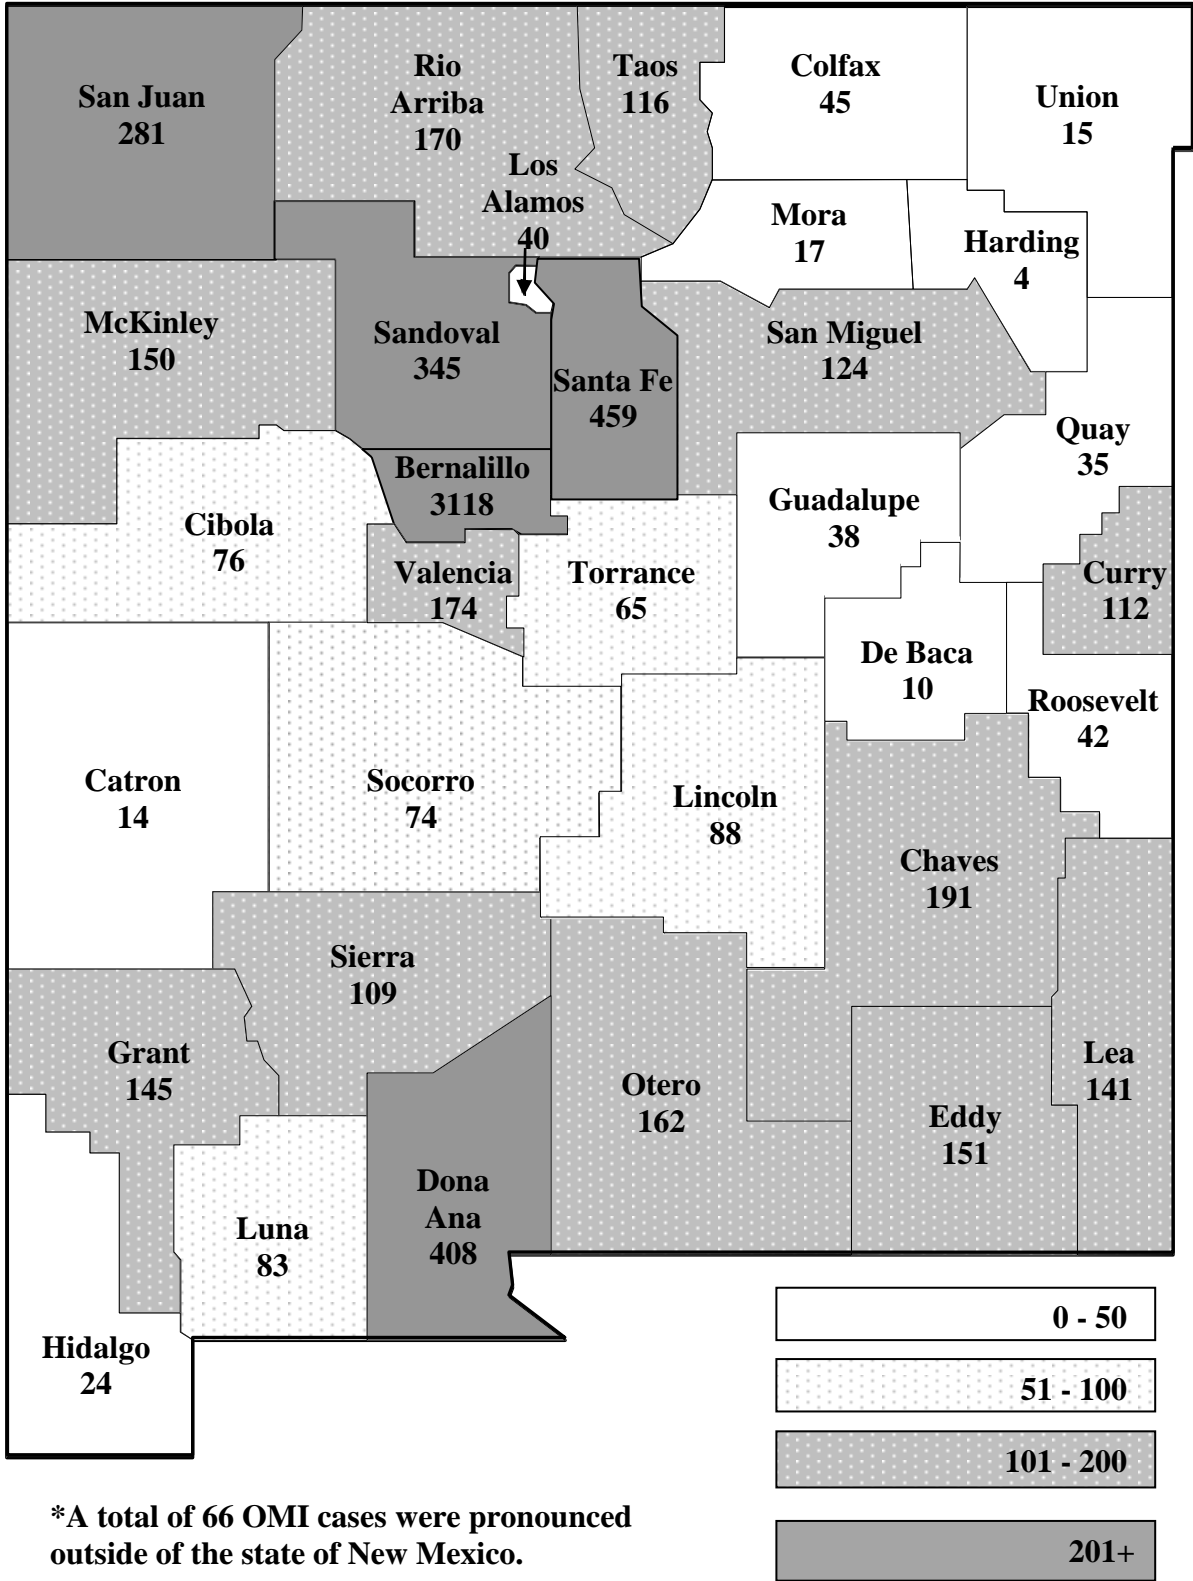 San Juan
281
Rio
Arriba
170
Taos
116
Colfax
45
Union
15
Los
Alamos
40
Mora
17
Harding
4
McKinley
150
Sandoval
345
Santa Fe
459
San Miguel
124
Quay
35
Bernalillo
3118
Guadalupe
38
Cibola
76
Valencia
174
Torrance
65
Curry
112
De Baca
10
Roosevelt
42
Catron
14
Socorro
74
Lincoln
88
Chaves
191
Sierra
109
Grant
145
Otero
162
Lea
141
Eddy
151
Dona
Ana
408
Luna
83
Hidalgo
24
0 - 50
51 - 100
101 - 200
201+
*A total of 66 OMI cases were pronounced
outside of the state of New Mexico.